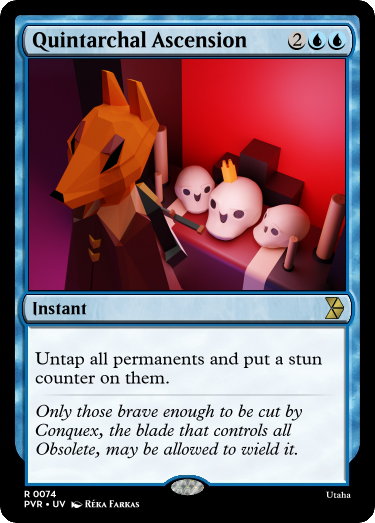 Quintarchal Ascension 2
Instant
Untap all permanents and put a stun
counter on them.
Only those brave enough to be cut by
Conquex, the blade that controls all
Obsolete, may be allowed to wield it.
R 0074
Utaha
PVR • UV RÉKA FARKAS